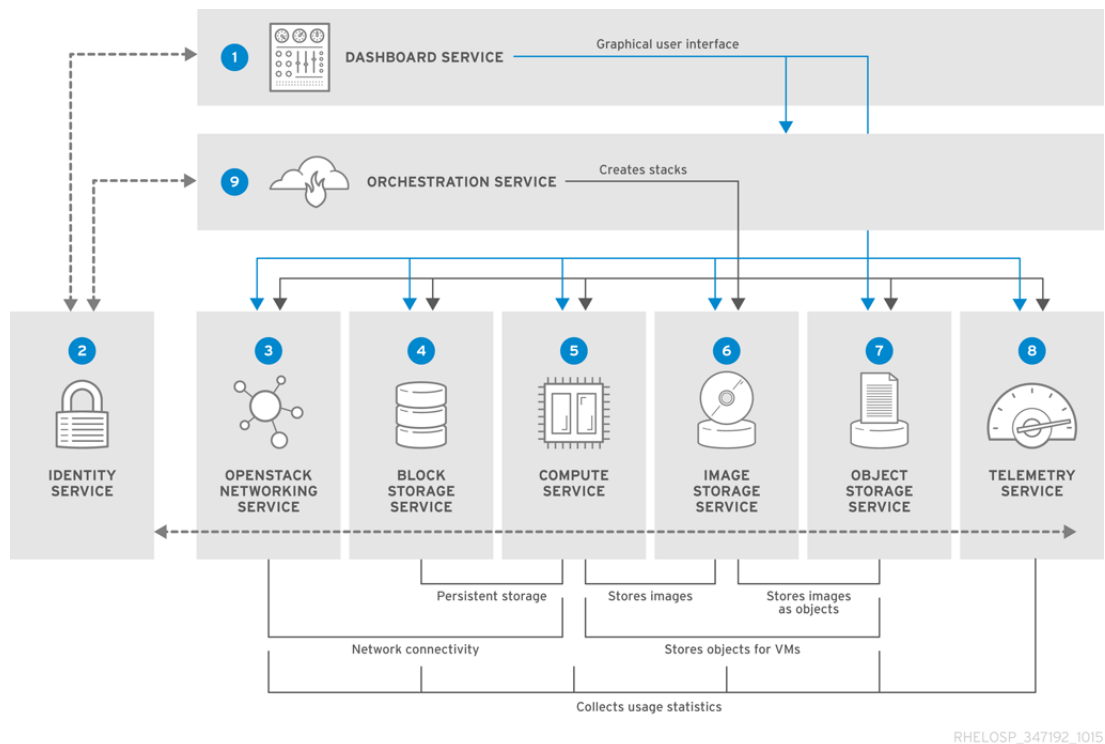 1
DASHBOARD SERVICE
Graphical user interface
9
ORCHESTRATION SERVICE
Creates stacks
2
IDENTITY
SERVICE
3
OPENSTACK
NETWORKING
SERVICE
4
BLOCK
STORAGE
SERVICE
5
COMPUTE
SERVICE
6
IMAGE
STORAGE
SERVICE
7
OBJECT
STORAGE
SERVICE
8
TELEMETRY
SERVICE
Persistent storage
Stores images
Stores images
as objects
Network connectivity
Stores objects for VMs
Collects usage statistics
RHELOSP_347192_1015